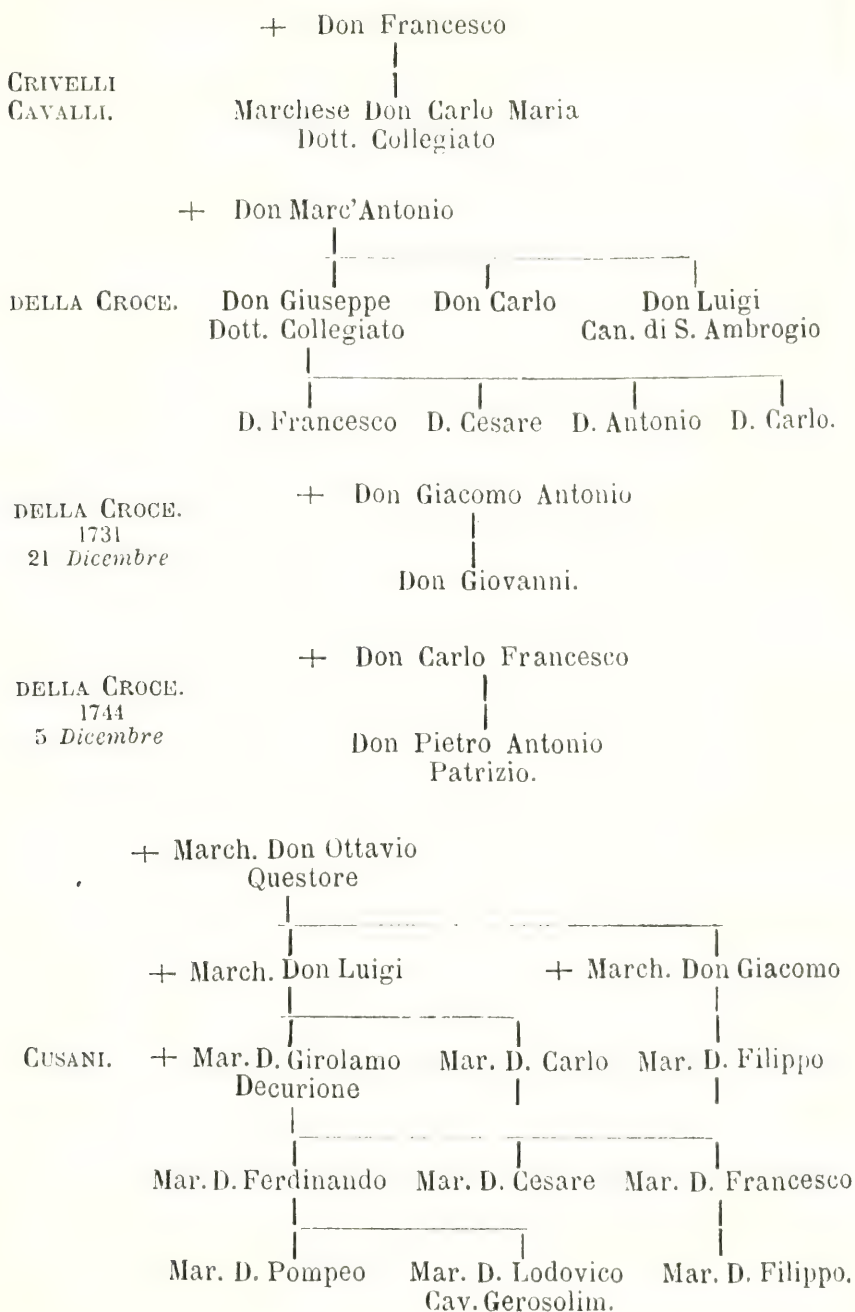 + Don Francesco
CRIVELLI
CAVALLI.
Marchese Don Carlo Maria
Dott. Collegiato
+ Don Marc'Antonio
DELLA CROCE. Don Giuseppe Don Carlo Don Luigi
Dott. Collegiato Can. di S. Ambrogio
D. Francesco D. Cesare D. Antonio D. Carlo.
+ Don Giacomo Antonio
DELLA CROCE.
1731
21 Dicembre
Don Giovanni.
+ Don Carlo Francesco
DELLA CROCE.
1744
5 Dicembre
Don Pietro Antonio
Patrizio.
+ March. Don Ottavio
Questore
+ March. Don Luigi + March. Don Giacomo
CUSANI. + Mar. D. Girolamo Mar. D. Carlo Mar. D. Filippo
Decurione
Mar. D. Ferdinando Mar. D. Cesare Mar. D. Francesco
Mar. D. Pompeo Mar. D. Lodovico Mar. D. Filippo.
Cav. Gerosolim.